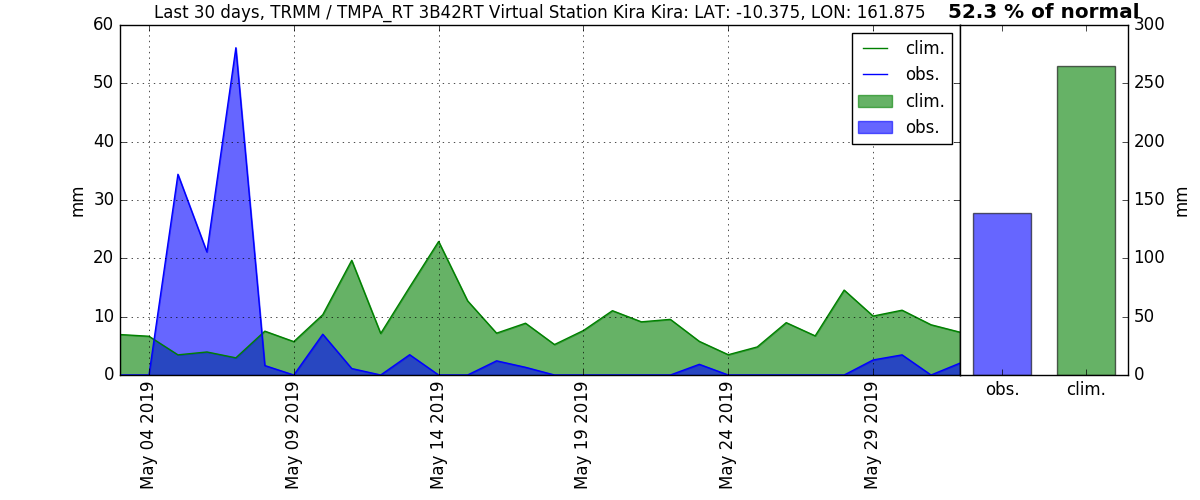 Last 30 days, TRMM / TMPA_RT 3B42RT Virtual Station Kira Kira: LAT: -10.375, LON: 161.875
52.3 % of normal
60
50
40
30
20
10
0
mm
clim.
obs.
clim.
obs.
May 04 2019
May 09 2019
May 14 2019
May 19 2019
May 24 2019
May 29 2019
300
250
200
150
100
50
0
mm
obs.
clim.